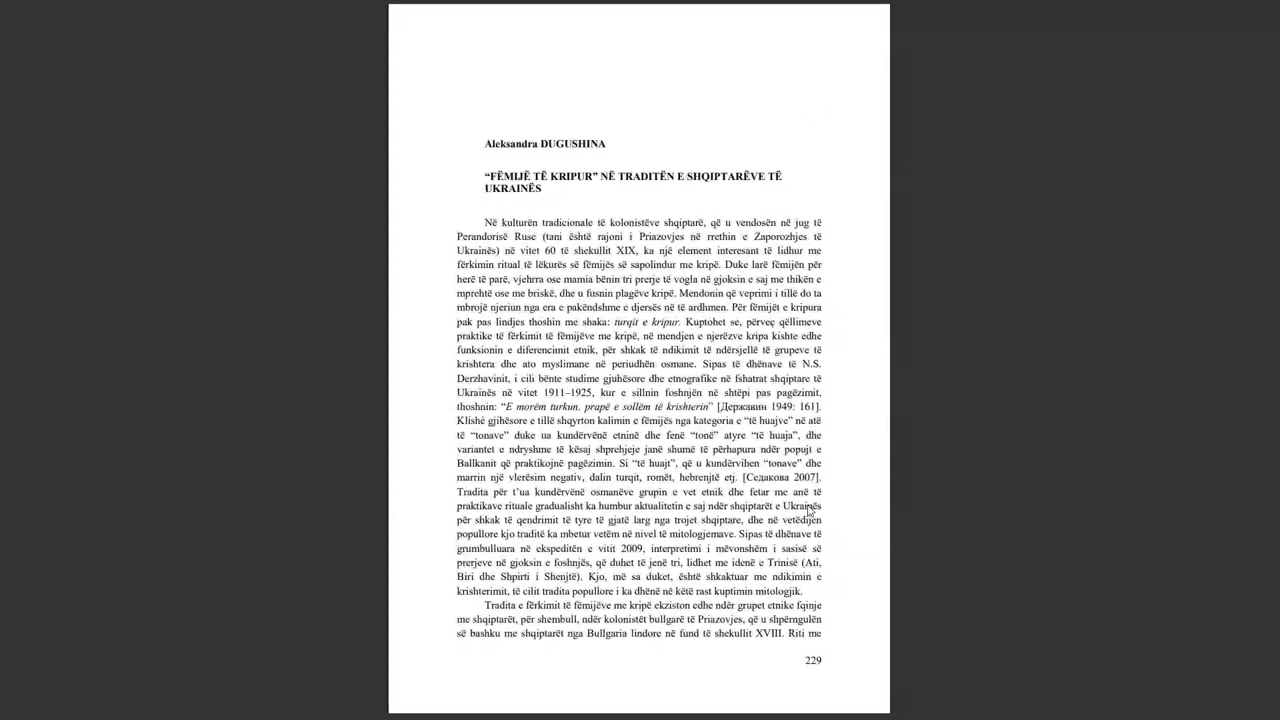 Aleksandra DUGUSHINA
“FËMIJË TË KRIPUR” NË TRADITËN E SHQIPTARËVE TË
UKRAINËS
Në kulturën tradicionale të kolonistëve shqiptarë, që u vendosën në jug të
Perandorisë Ruse (tani është rajoni i Priazovjes në rrethin e Zaporozhjes të
Ukrainës) në vitet 60 të shekullit XIX, ka një element interesant të lidhur me
fërkimin ritual të lëkurës së fëmijës së sapolindur me kripë. Duke larë fëmijën për
herë të parë, vjehrra ose mamia bënin tri prerje të vogla në gjoksin e saj me thikën e
mprehtë ose me briskë, dhe u fusnin plagëve kripë. Mendonin që veprimi i tillë do ta
mbrojë njeriun nga era e pakëndshme e djersës në të ardhmen. Për fëmijët e kripura
pak pas lindjes thoshin me shaka: turqit e kripur. Kuptohet se, përveç qëllimeve
praktike të fërkimit të fëmijëve me kripë, në mendjen e njerëzve kripa kishte edhe
funksionin e diferencimit etnik, për shkak të ndikimit të ndërsjellë të grupeve të
krishtera dhe ato myslimane në periudhën osmane. Sipas të dhënave të N.S.
Derzhavinit, i cili bënte studime gjuhësore dhe etnografike në fshatrat shqiptare të
Ukrainës në vitet 1911–1925, kur e sillnin foshnjën në shtëpi pas pagëzimit,
thoshnin: “E morëm turkun, prapë e sollëm të krishterin” [Державин 1949: 161].
Klishé gjihësore e tillë shqyrton kalimin e fëmijës nga kategoria e “të huajve” në atë
të “tonave” duke ua kundërvënë etninë dhe fenë “tonë” atyre “të huaja”, dhe
variantet e ndryshme të kësaj shprehjeje janë shumë të përhapura ndër popujt e
Ballkanit që praktikojnë pagëzimin. Si “të huajt”, që u kundërvihen “tonave” dhe
marrin një vlerësim negativ, dalin turqit, romët, hebrenjtë etj. [Седакова 2007].
Tradita për t’ua kundërvënë osmanëve grupin e vet etnik dhe fetar me anë të
praktikave rituale gradualisht ka humbur aktualitetin e saj ndër shqiptarët e Ukrainës
për shkak të qendrimit të tyre të gjatë larg nga trojet shqiptare, dhe në vetëdijen
popullore kjo traditë ka mbetur vetëm në nivel të mitologjemave. Sipas të dhënave të
grumbulluara në ekspeditën e vitit 2009, interpretimi i mëvonshëm i sasisë së
prerjeve në gjoksin e foshnjës, që duhet të jenë tri, lidhet me idenë e Trinisë (Ati,
Biri dhe Shpirti i Shenjtë). Kjo, më sa duket, është shkaktuar me ndikimin e
krishterimit, të cilit tradita popullore i ka dhënë në këtë rast kuptimin mitologjik.
Tradita e fërkimit të fëmijëve me kripë ekziston edhe ndër grupet etnike fqinje
me shqiptarët, për shembull, ndër kolonistët bullgarë të Priazovjes, që u shpërngulën
së bashku me shqiptarët nga Bullgaria lindore në fund të shekullit XVIII. Riti me
229